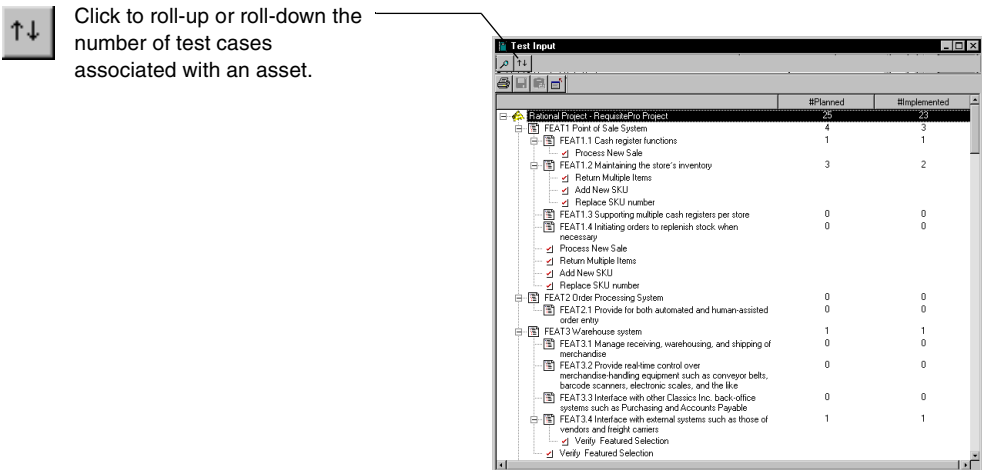 Click to roll-up or roll-down the
number of test cases
associated with an asset.
Test Input
#Planned #Implemented
Rational Project - RequisitePro Project 25 23
FEAT1 Point of Sale System 4 3
FEAT1.1 Cash register functions 1 1
Process New Sale
FEAT1.2 Maintaining the store's inventory 3 2
Return Multiple Items
Add New SKU
Replace SKU number
FEAT1.3 Supporting multiple cash registers per store 0 0
FEAT1.4 Initiating orders to replenish stock when 0 0
necessary
Process New Sale
Return Multiple Items
Add New SKU
Replace SKU number
FEAT2 Order Processing System 0 0
FEAT2.1 Provide for both automated and human-assisted 0 0
order entry
FEAT3 Warehouse system 1 1
FEAT3.1 Manage receiving, warehousing, and shipping of 0 0
merchandise
FEAT3.2 Provide real-time control over 0 0
merchandise-handling equipment such as conveyor belts,
barcode scanners, electronic scales, and the like
FEAT3.3 Interface with other Classics Inc. back-office 0 0
systems such as Purchasing and Accounts Payable
FEAT3.4 Interface with external systems such as those of 1 1
vendors and freight carriers
Verify Featured Selection
Verify Featured Selection